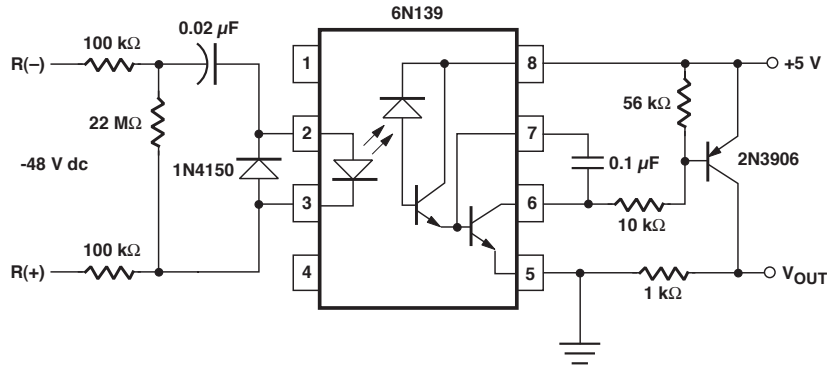 6N139
0.02 µF
100 kΩ
R(–)
1
8
+5 V
22 MΩ
56 kΩ
2
7
-48 V dc
1N4150
0.1 µF
2N3906
3
6
10 kΩ
100 kΩ
R(+)
4
5
1 kΩ
VOUT